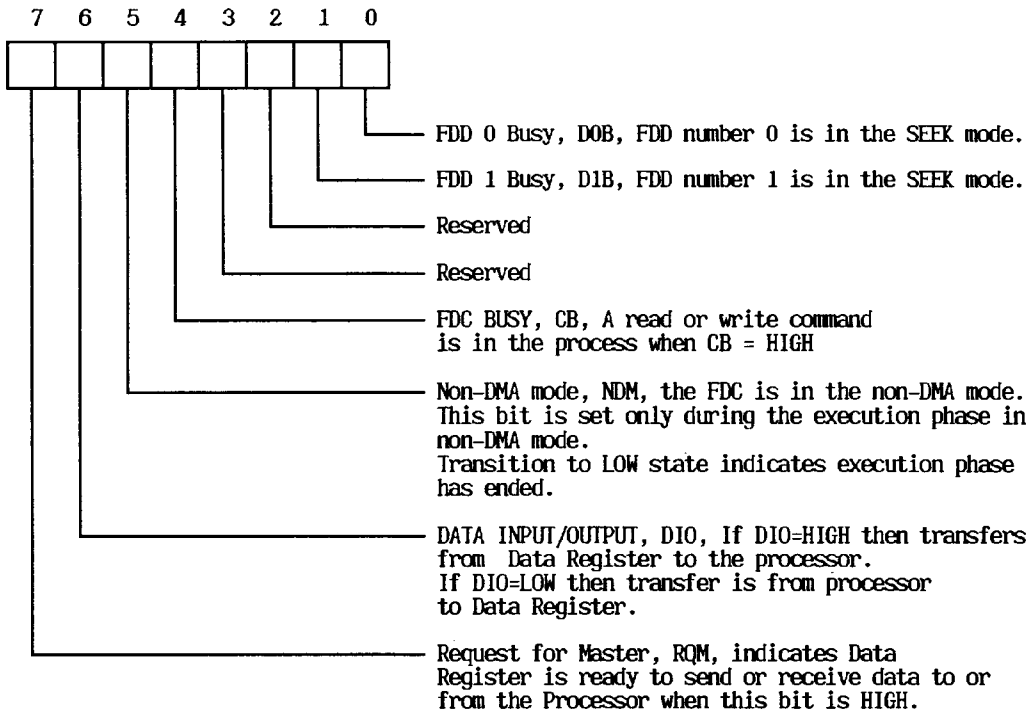 7 6 5 4 3 2 1 0
FDD 0 Busy, D0B, FDD number 0 is in the SEEK mode.
FDD 1 Busy, D1B, FDD number 1 is in the SEEK mode.
Reserved
Reserved
FDC BUSY, CB, A read or write command
is in the process when CB = HIGH
Non-DMA mode, NDM, the FDC is in the non-DMA mode.
This bit is set only during the execution phase in
non-DMA mode.
Transition to LOW state indicates execution phase
has ended.
DATA INPUT/OUTPUT, DIO, If DIO=HIGH then transfers
from Data Register to the processor.
If DIO=LOW then transfer is from processor
to Data Register.
Request for Master, RQM, indicates Data
Register is ready to send or receive data to or
from the Processor when this bit is HIGH.